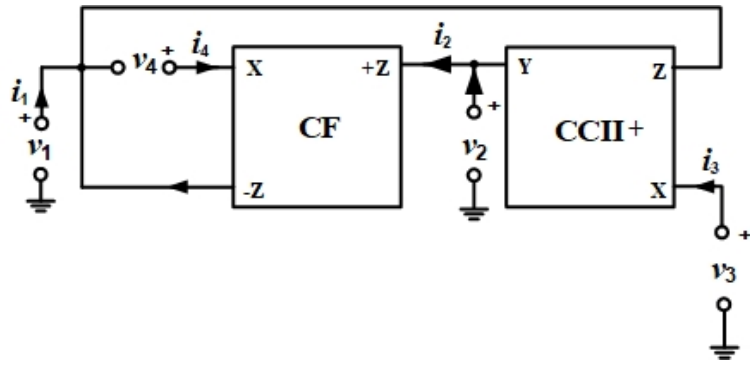 i2
+ v4 + i4
X +Z Y Z
i1
+
CF
+
CCII+
v1
v2
i3
-Z X
+
v3